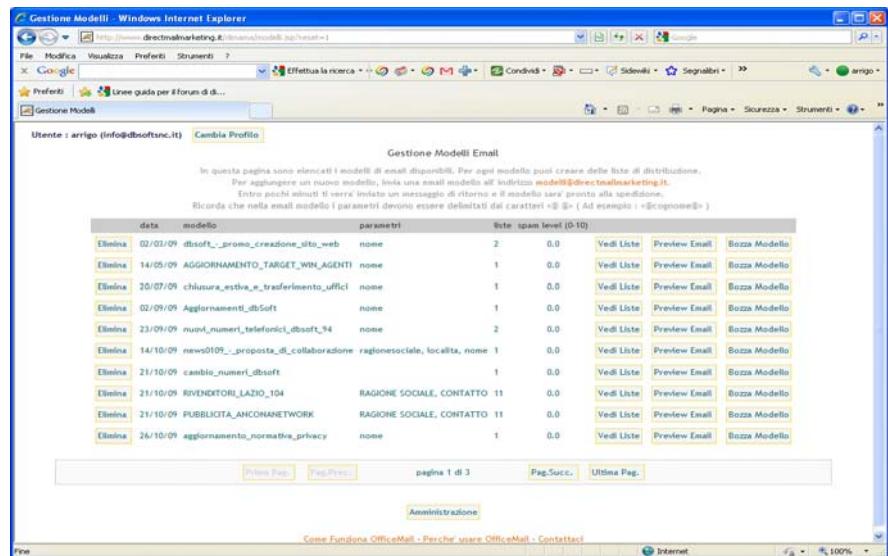 Gestione Modelli - Windows Internet Explorer
http://www.directmailmarketing.it/dbmana/modelli.jsp?reset=1
Google
File Modifica Visualizza Preferiti Strumenti ?
x Google Effettua la ricerca Condividi Sidewiki Segnalibri >> arrigo
Preferiti Linee guida per il forum di di...
Gestione Modelli Pagina Sicurezza Strumenti >>
Utente : arrigo (info@dbsoftsnc.it) Cambia Profilo
Gestione Modelli Email
In questa pagina sono elencati i modelli di email disponibili. Per ogni modello puoi creare delle liste di distribuzione.
Per aggiungere un nuovo modello, invia una email modello all' indirizzo modelli@directmailmarketing.it.
Entro pochi minuti ti verra' inviato un messaggio di ritorno e il modello sara' pronto alla spedizione.
Ricorda che nella email modello i parametri devono essere delimitati dai caratteri <@ @> ( Ad esempio : <@cognome@> )
data modello parametri liste spam level (0-10)
Elimina 02/03/09 dbsoft_-_promo_creazione_sito_web nome 2 0.0 Vedi Liste Preview Email Bozza Modello
Elimina 14/05/09 AGGIORNAMENTO_TARGET_WIN_AGENTI nome 1 0.0 Vedi Liste Preview Email Bozza Modello
Elimina 20/07/09 chiusura_estiva_e_trasferimento_uffici nome 1 0.0 Vedi Liste Preview Email Bozza Modello
Elimina 02/09/09 Aggiornamenti_dbSoft nome 1 0.0 Vedi Liste Preview Email Bozza Modello
Elimina 23/09/09 nuovi_numeri_telefonici_dbsoft_94 nome 2 0.0 Vedi Liste Preview Email Bozza Modello
Elimina 14/10/09 news0109_-_proposta_di_collaborazione ragionesociale, localita, nome 1 0.0 Vedi Liste Preview Email Bozza Modello
Elimina 21/10/09 cambio_numeri_dbsoft 1 0.0 Vedi Liste Preview Email Bozza Modello
Elimina 21/10/09 RIVENDITORI_LAZIO_104 RAGIONE SOCIALE, CONTATTO 11 0.0 Vedi Liste Preview Email Bozza Modello
Elimina 21/10/09 PUBBLICITA_ANCONANETWORK RAGIONE SOCIALE, CONTATTO 11 0.0 Vedi Liste Preview Email Bozza Modello
Elimina 26/10/09 aggiornamento_normativa_privacy nome 1 0.0 Vedi Liste Preview Email Bozza Modello
Prima Pag. Pag.Prec. pagina 1 di 3 Pag.Succ. Ultima Pag.
Amministrazione
Come Funziona OfficeMail - Perche' usare OfficeMail - Contattaci
Fine Internet 100%